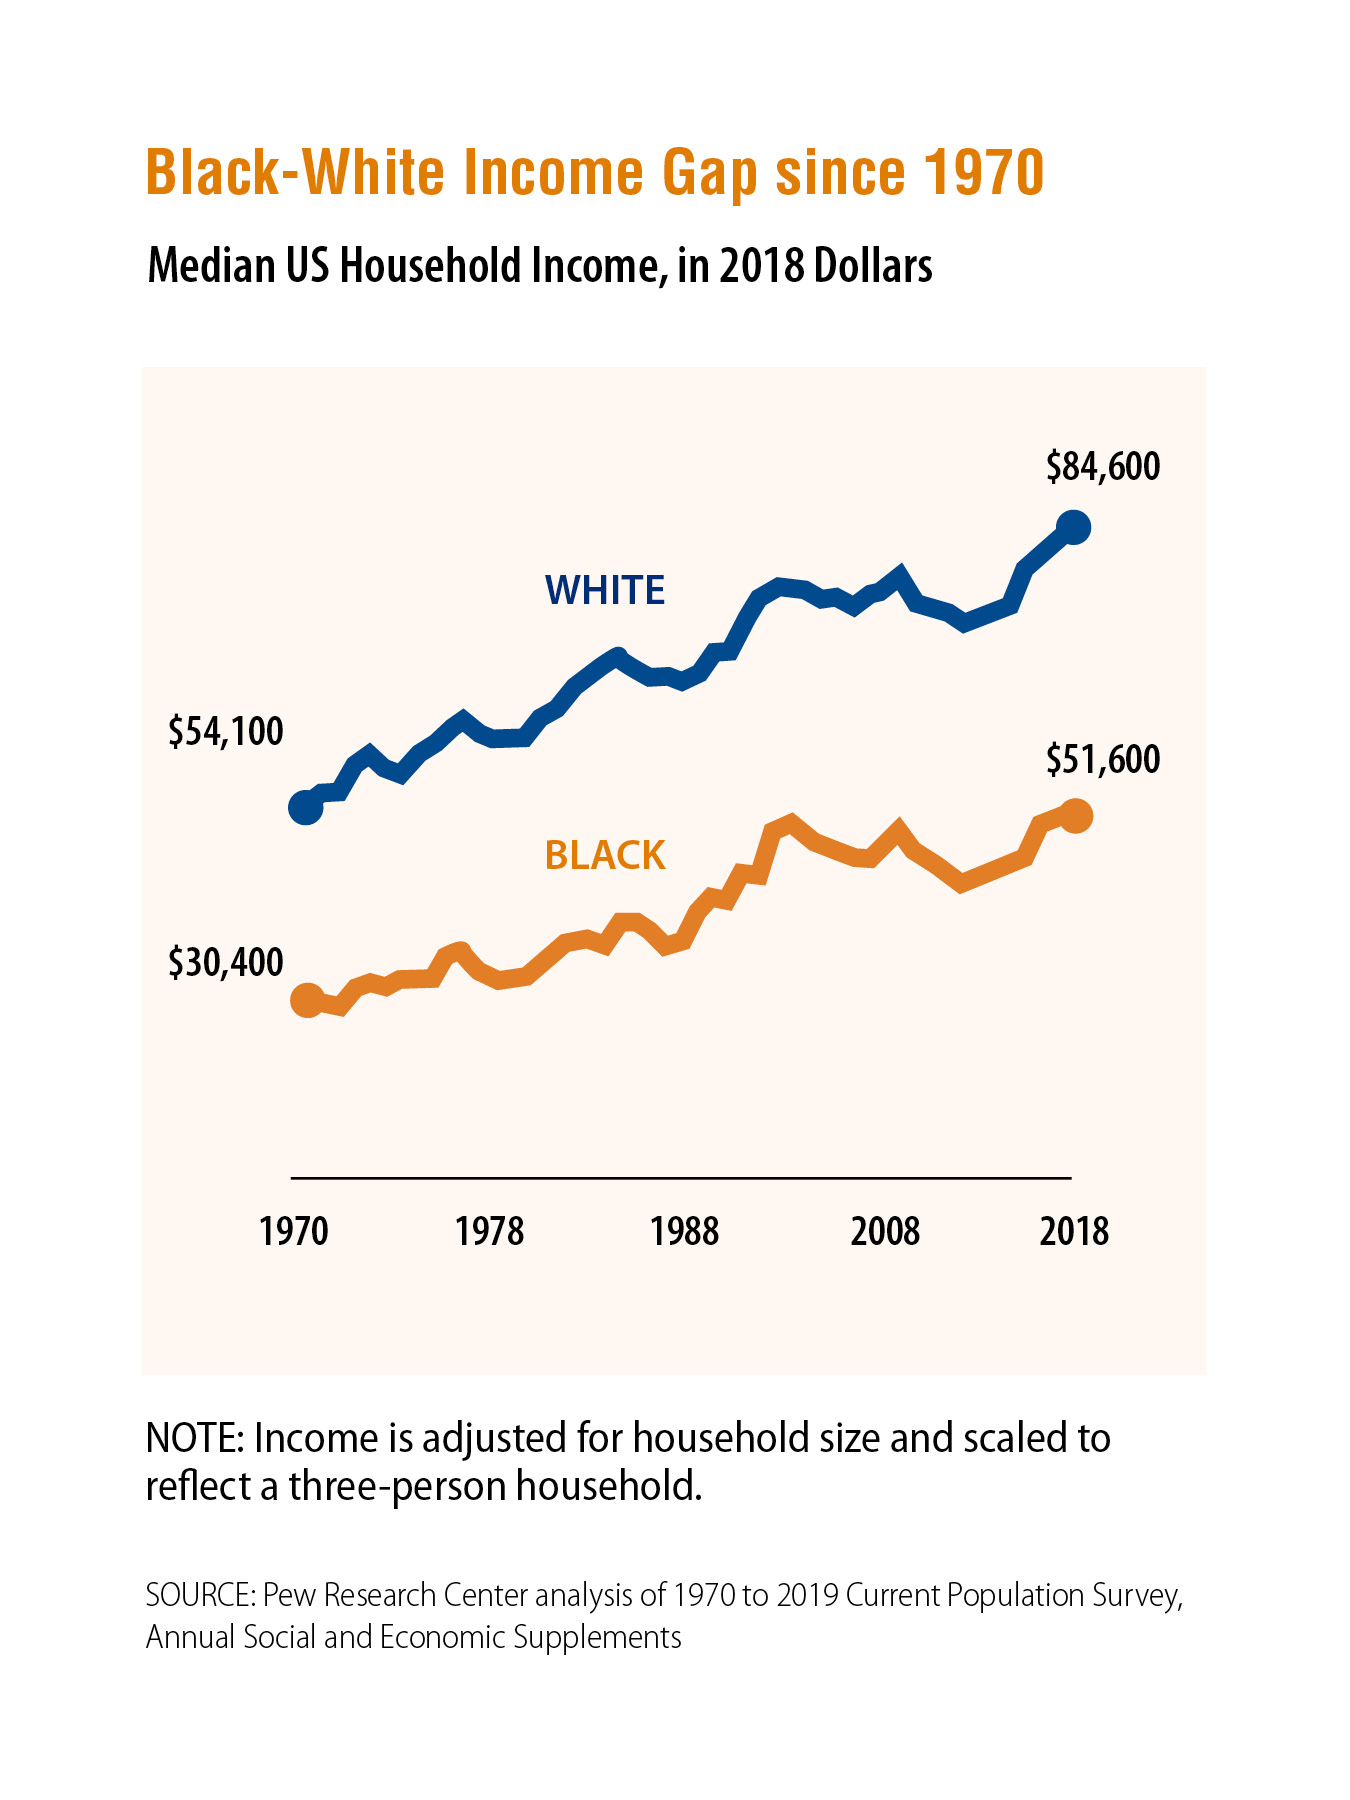 Black-White Income Gap since 1970
Median US Household Income, in 2018 Dollars
$84,600
WHITE
$54,100
$51,600
BLACK
$30,400
1970 1978 1988 2008 2018
NOTE: Income is adjusted for household size and scaled to
reflect a three-person household.
SOURCE: Pew Research Center analysis of 1970 to 2019 Current Population Survey,
Annual Social and Economic Supplements